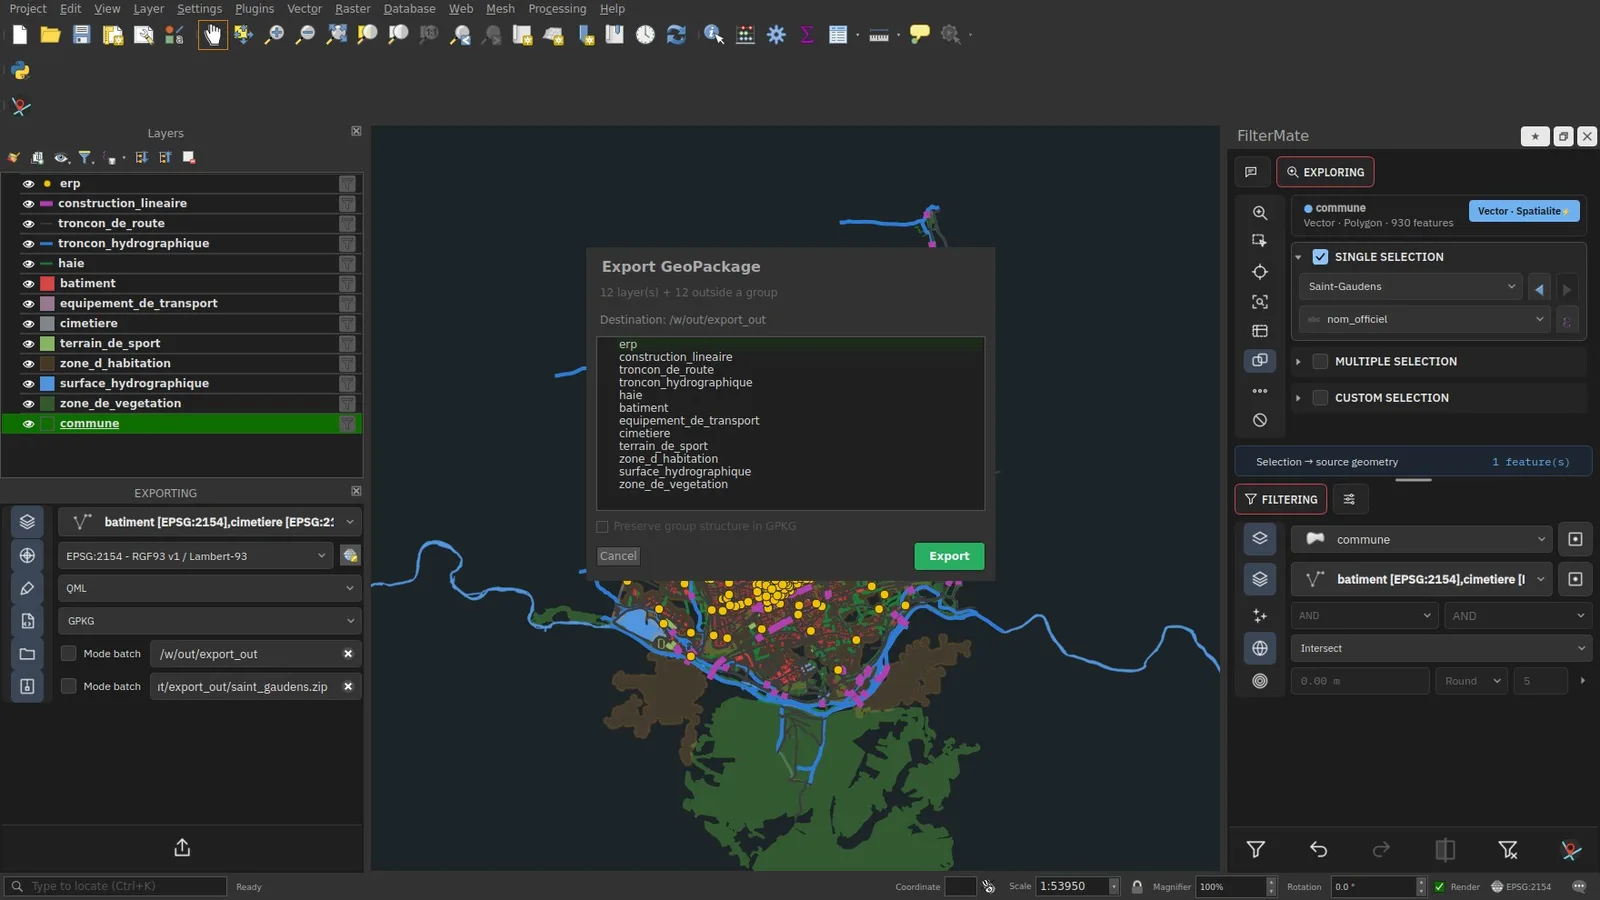 Project Edit View Layer Settings Plugins Vector Raster Database Web Mesh Processing Help
Layers
erp
construction_lineaire
troncon_de_route
troncon_hydrographique
haie
batiment
equipement_de_transport
cimetiere
terrain_de_sport
zone_d_habitation
surface_hydrographique
zone_de_vegetation
commune
EXPORTING
batiment [EPSG:2154],cimetiere [EPSG:21
EPSG:2154 - RGF93 v1 / Lambert-93
QML
GPKG
Mode batch /w/out/export_out
Mode batch ıt/export_out/saint_gaudens.zip
Export GeoPackage
12 layer(s) + 12 outside a group
Destination: /w/out/export_out
erp
construction_lineaire
troncon_de_route
troncon_hydrographique
haie
batiment
equipement_de_transport
cimetiere
terrain_de_sport
zone_d_habitation
surface_hydrographique
zone_de_vegetation
Preserve group structure in GPKG
Cancel Export
FilterMate
EXPLORING
commune
Vector · Polygon · 930 features
Vector · Spatialite
SINGLE SELECTION
Saint-Gaudens
abc nom_officiel
ε
MULTIPLE SELECTION
CUSTOM SELECTION
Selection → source geometry 1 feature(s)
FILTERING
commune
batiment [EPSG:2154],cimetiere [I
AND AND
Intersect
0.00 m Round 5
Type to locate (Ctrl+K) Ready Coordinate Scale 1:53950 Magnifier 100% Rotation 0.0 ° Render EPSG:2154